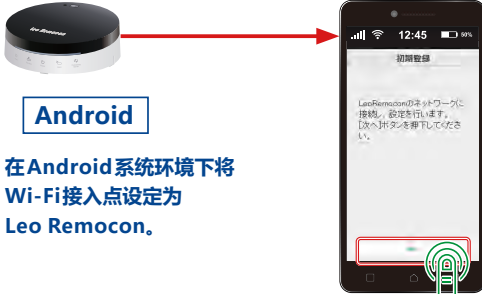 Leo Remocon
12:45
50%
初期登録
LeoRemoconのネットワークに
接続し、設定を行います。
[次へ]ボタンを押下してくださ
い。
Android
在Android系统环境下将
Wi-Fi接入点设定为
Leo Remocon。